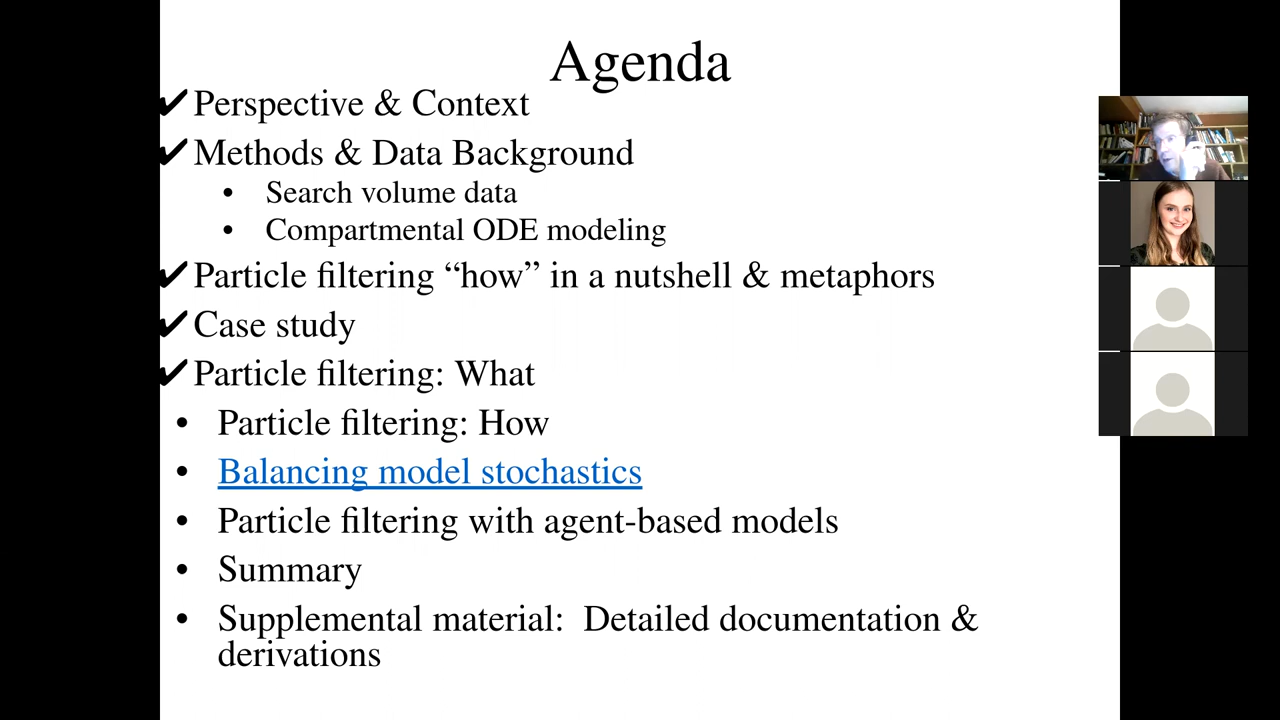 Agenda
✔ Perspective & Context
✔ Methods & Data Background
• Search volume data
• Compartmental ODE modeling
✔ Particle filtering “how” in a nutshell & metaphors
✔ Case study
✔ Particle filtering: What
• Particle filtering: How
• Balancing model stochastics
• Particle filtering with agent-based models
• Summary
• Supplemental material:  Detailed documentation &
derivations